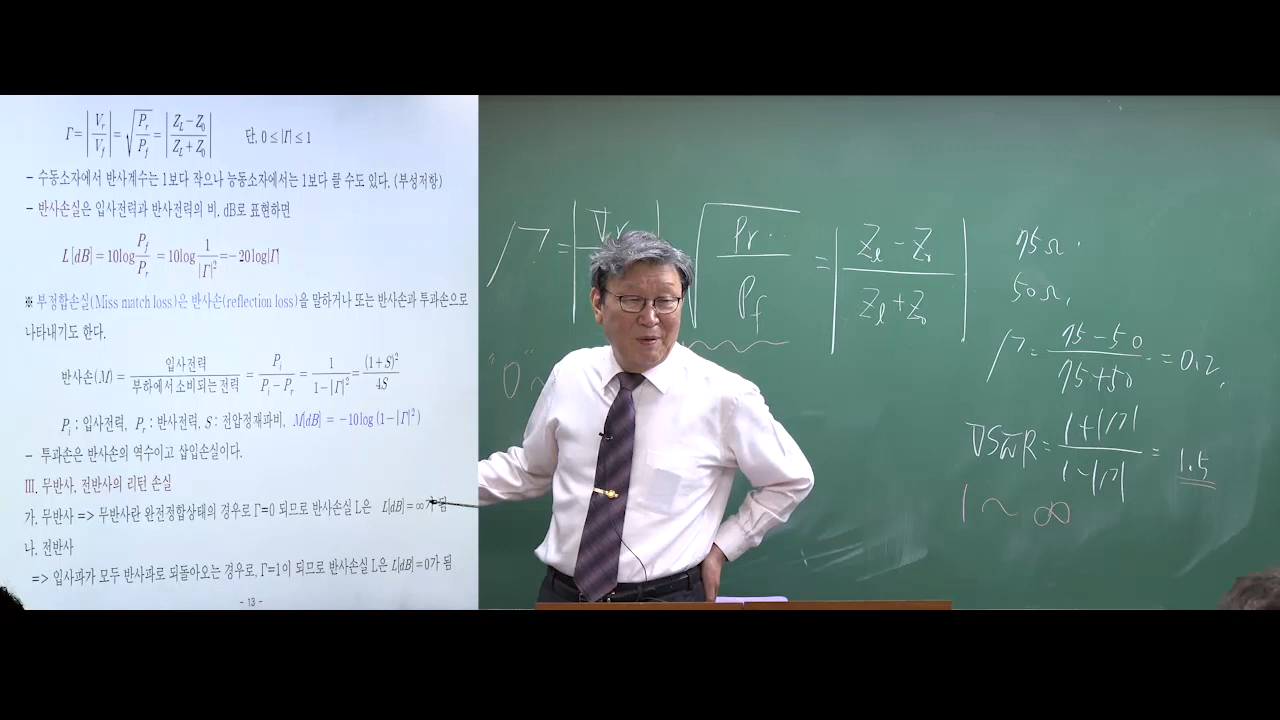 Γ = |V_r / V_f| = √(P_r / P_f) = |(Z_L − Z_0) / (Z_L + Z_0)| 단, 0 ≤ |Γ| ≤ 1
- 수동소자에서 반사계수는 1보다 작으나 능동소자에서는 1보다 클 수도 있다. (부성저항)
- 반사손실은 입사전력과 반사전력의 비, dB로 표현하면
L[dB] = 10log P_f / P_r = 10log 1 / |Γ|² = −20log|Γ|
※ 부정합손실(Miss match loss)은 반사손(reflection loss)을 말하거나 또는 반사손과 투과손으로
나타내기도 한다.
반사손(M) = 입사전력 / 부하에서 소비되는 전력 = P_i / (P_i − P_r) = 1 / (1 − |Γ|²) = (1+S)² / 4S
P_i : 입사전력, P_r : 반사전력, S : 전압정재파비, M[dB] = −10log(1−|Γ|²)
- 투과손은 반사손의 역수이고 삽입손실이다.
Ⅲ. 무반사, 전반사의 리턴 손실
가. 무반사 => 무반사란 완전정합상태의 경우로 Γ=0 되므로 반사손실 L은 L[dB] = ∞가 됨
나. 전반사
=> 입사파가 모두 반사파로 되돌아오는 경우로, Γ=1이 되므로 반사손실 L은 L[dB] = 0가 됨
- 13 -
Γ = |Vr √(Pr.. / Pf) = |(Zl − Zo) / (Zl + Zo)|
"0" ~
75Ω.
50Ω,
Γ = (75−50) / (75+50) = 0.2,
VSWR = (1+|Γ|) / (1−|Γ|) = 1.5
1 ~ ∞